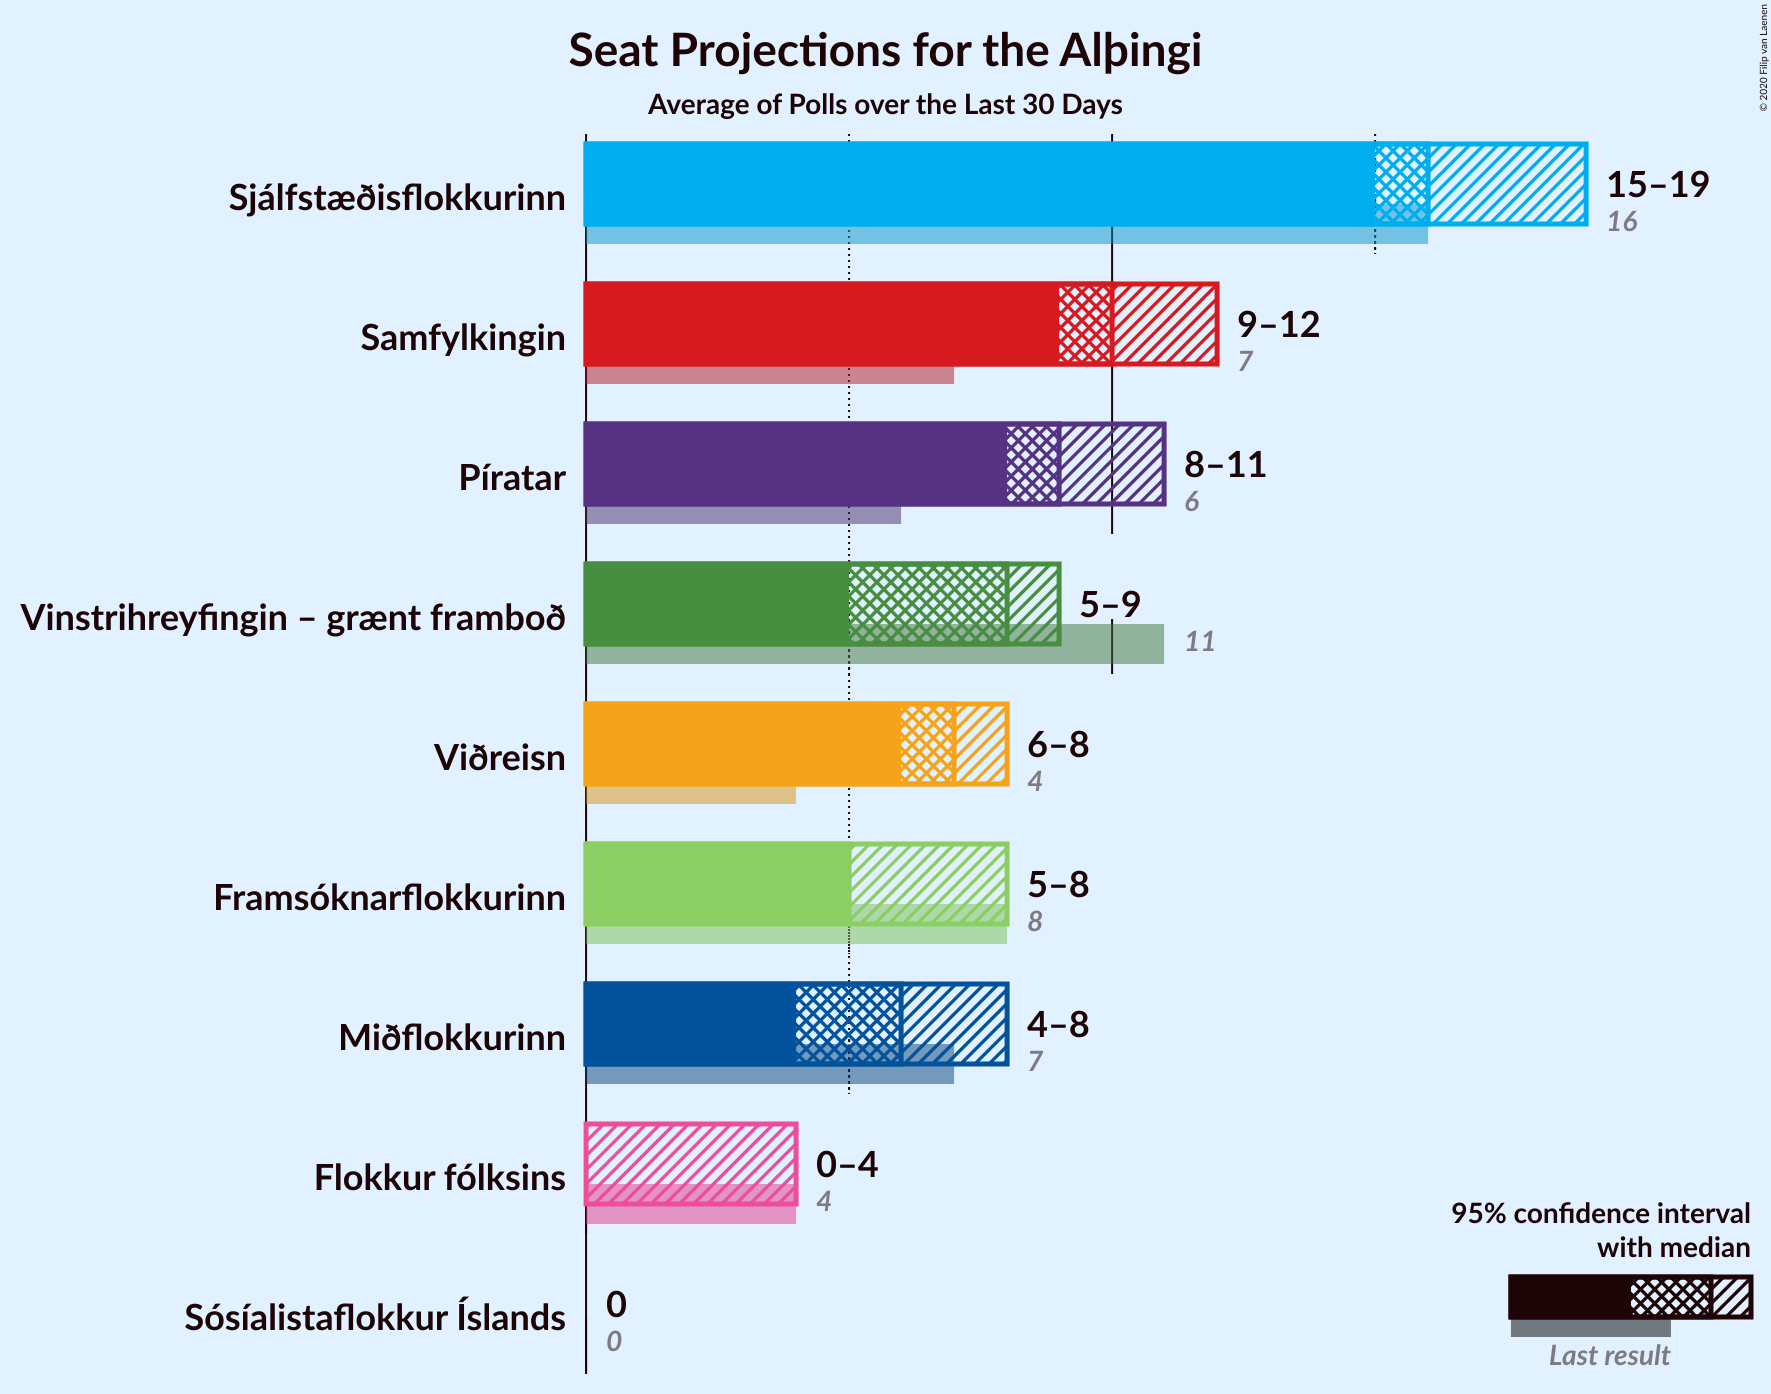 Seat Projections for the Alþingi
Average of Polls over the Last 30 Days
© 2020 Filip van Laenen
Sjálfstæðisflokkurinn
15–19
16
Samfylkingin
9–12
7
Píratar
8–11
6
Vinstrihreyfingin – grænt framboð
5–9
11
Viðreisn
6–8
4
Framsóknarflokkurinn
5–8
8
Miðflokkurinn
4–8
7
Flokkur fólksins
0–4
4
Sósíalistaflokkur Íslands
0
0
95% confidence interval
with median
Last result